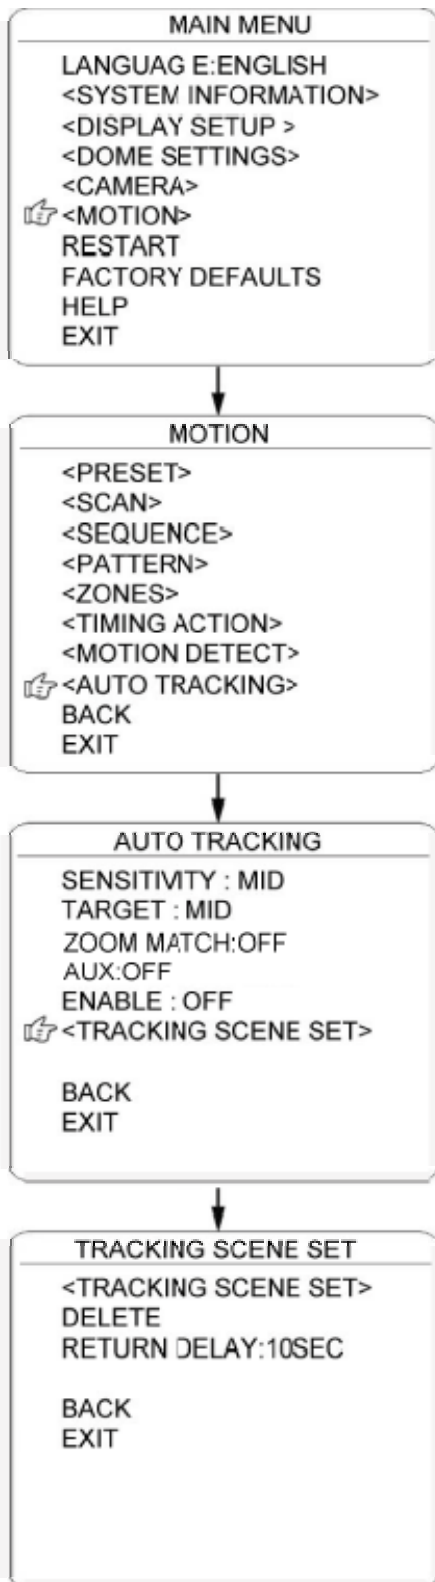 MAIN MENU
LANGUAG E:ENGLISH
<SYSTEM INFORMATION>
<DISPLAY SETUP >
<DOME SETTINGS>
<CAMERA>
<MOTION>
RESTART
FACTORY DEFAULTS
HELP
EXIT
MOTION
<PRESET>
<SCAN>
<SEQUENCE>
<PATTERN>
<ZONES>
<TIMING ACTION>
<MOTION DETECT>
<AUTO TRACKING>
BACK
EXIT
AUTO TRACKING
SENSITIVITY : MID
TARGET : MID
ZOOM MATCH:OFF
AUX:OFF
ENABLE : OFF
<TRACKING SCENE SET>
BACK
EXIT
TRACKING SCENE SET
<TRACKING SCENE SET>
DELETE
RETURN DELAY:10SEC
BACK
EXIT